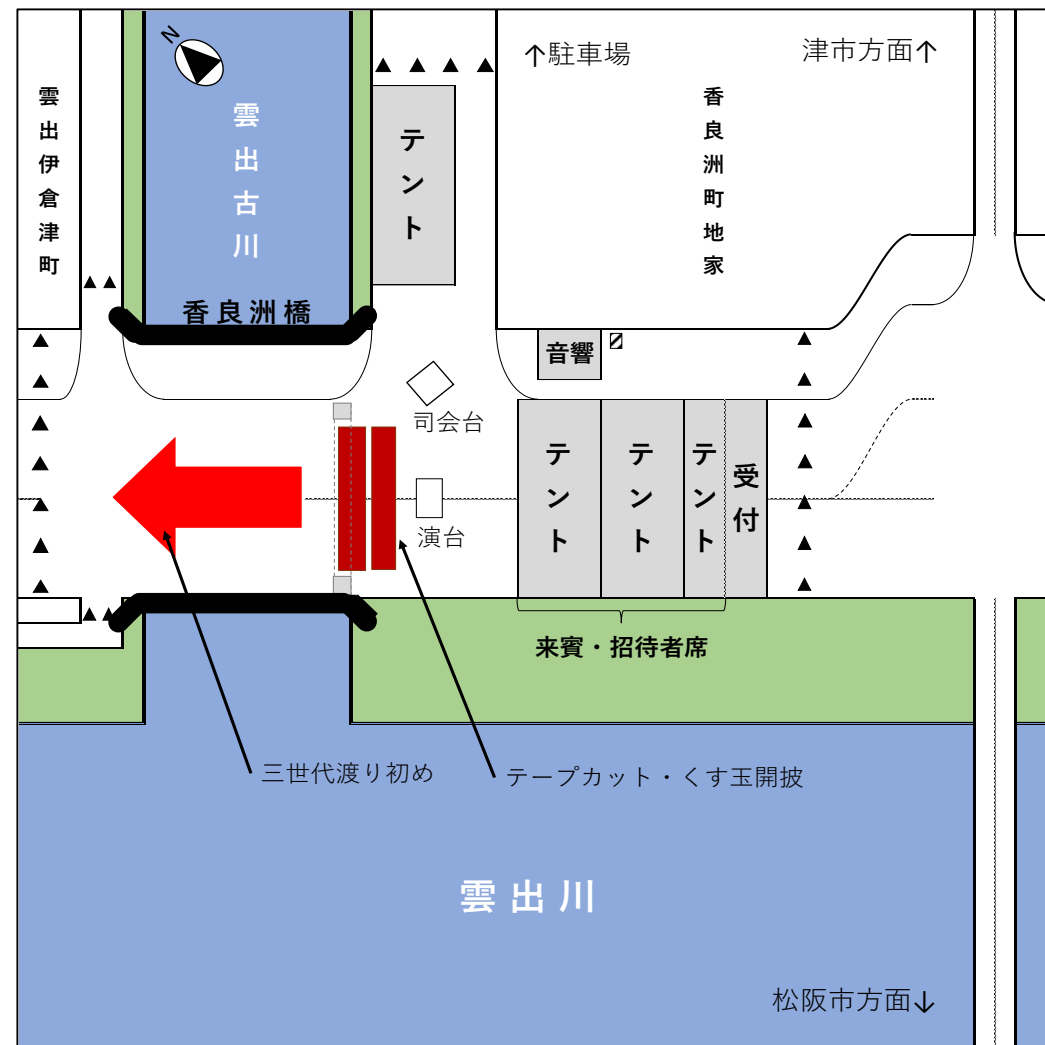 N
↑駐車場
津市方面↑
雲出伊倉津町
雲出古川
テント
香良洲町地家
香良洲橋
音響
司会台
テント
テント
テント
受付
演台
来賓・招待者席
三世代渡り初め
テープカット・くす玉開披
雲出川
松阪市方面↓